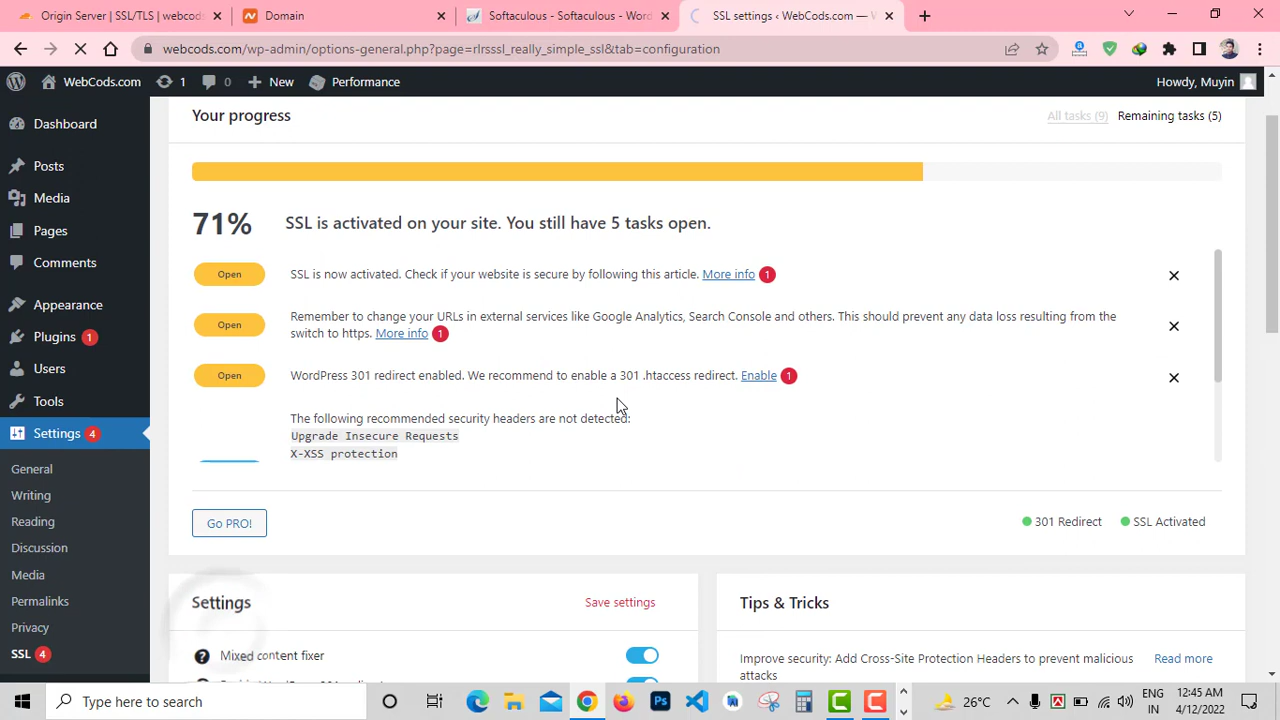 Origin Server | SSL/TLS | webcods
Domain
Softaculous - Softaculous - Word
SSL settings ‹ WebCods.com —
webcods.com/wp-admin/options-general.php?page=rlrsssl_really_simple_ssl&tab=configuration
WebCods.com
1
0
New
Performance
Howdy, Muyin
Dashboard
Posts
Media
Pages
Comments
Appearance
Plugins 1
Users
Tools
Settings 4
General
Writing
Reading
Discussion
Media
Permalinks
Privacy
SSL 4
Your progress
All tasks (9)
Remaining tasks (5)
71%
SSL is activated on your site. You still have 5 tasks open.
Open
SSL is now activated. Check if your website is secure by following this article. More info 1
Open
Remember to change your URLs in external services like Google Analytics, Search Console and others. This should prevent any data loss resulting from the
switch to https. More info 1
Open
WordPress 301 redirect enabled. We recommend to enable a 301 .htaccess redirect. Enable 1
The following recommended security headers are not detected:
Upgrade Insecure Requests
X-XSS protection
Go PRO!
301 Redirect
SSL Activated
Settings
Save settings
Mixed content fixer
Tips & Tricks
Improve security: Add Cross-Site Protection Headers to prevent malicious
attacks
Read more
Type here to search
26°C
ENG
IN
12:45 AM
4/12/2022